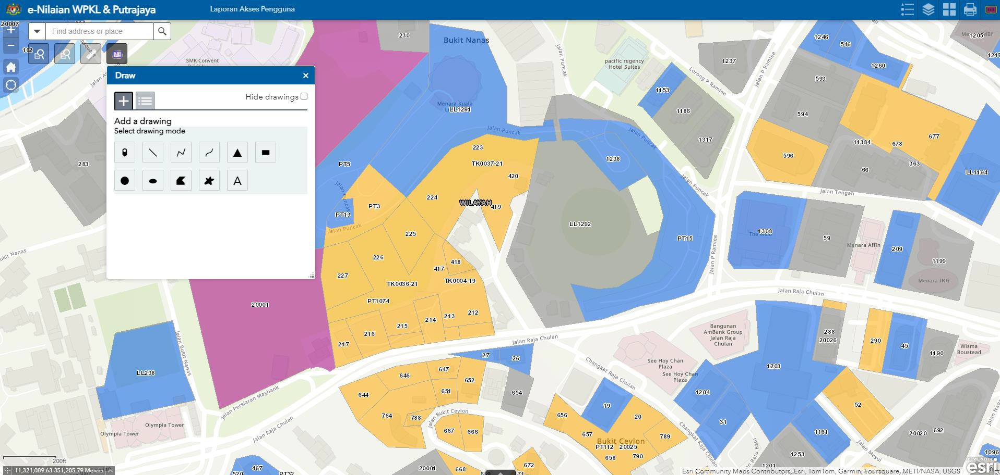 e-Nilaian WPKL & Putrajaya
Laporan Akses Pengguna
EXIT
20007
Find address or place
162
230
Bukit Nanas
SMK Convent
Draw
Hide drawings
Add a drawing
Select drawing mode
A
283
Jalan Puncak
pacific regency
Hotel Suites
Lorong P Ramlee
Jalan P Ramlee
1237
1246
546
1260
1205
1217
593
594
1153
1186
1317
Menara Kuala
LL1291
Jalan Puncak
Jalan Puncak
223
TK0037-21
420
1238
11384
678
677
596
66
363
LL1194
PT5
Jalan Puncak
224
WILAYAH
419
Jalan Puncak
Jalan Tengah
PT3
PT13
Jalan Puncak
LL1292
PT15
Jalan P Ramlee
1308
The Weld
59
Menara Affin
209
1199
Menara ING
225
226
227
418
417
TK0036-21
TK0004-19
PT1074
20001
212
213
214
215
216
217
Jalan Raja Chulan
Jalan Raja Chulan
Bangunan
AmBank Group
Jalan Raja
Chulan
288
20026
290
45
1190
Wisma
Boustead
ukit Nanas
Jalan Bukit Nanas
LL238
27
26
See Hoy Chan
Plaza
See Hoy Chan
Plaza
Changkat Raja Chulan
1203
646
647
652
651
654
644
764
788
Jalan Bukit Ceylon
667
666
Jalan Persiaran Maybank
Jalan Raja Chulan
Olympia Tower
Olympia Tower
1204
31
52
19
20
656
657
789
Bukit Ceylon
PT112
20025
658
790
Changkat Raja Chulan
1161
1253
1201
20020
692
Jalan Mesui
1096
200ft
467
520
PT32
20001
668
669
672
671
11,321,089.63 351,205.79 Meters
Esri Community Maps Contributors, Esri, TomTom, Garmin, Foursquare, METI/NASA, USGS
POWERED BY
esri